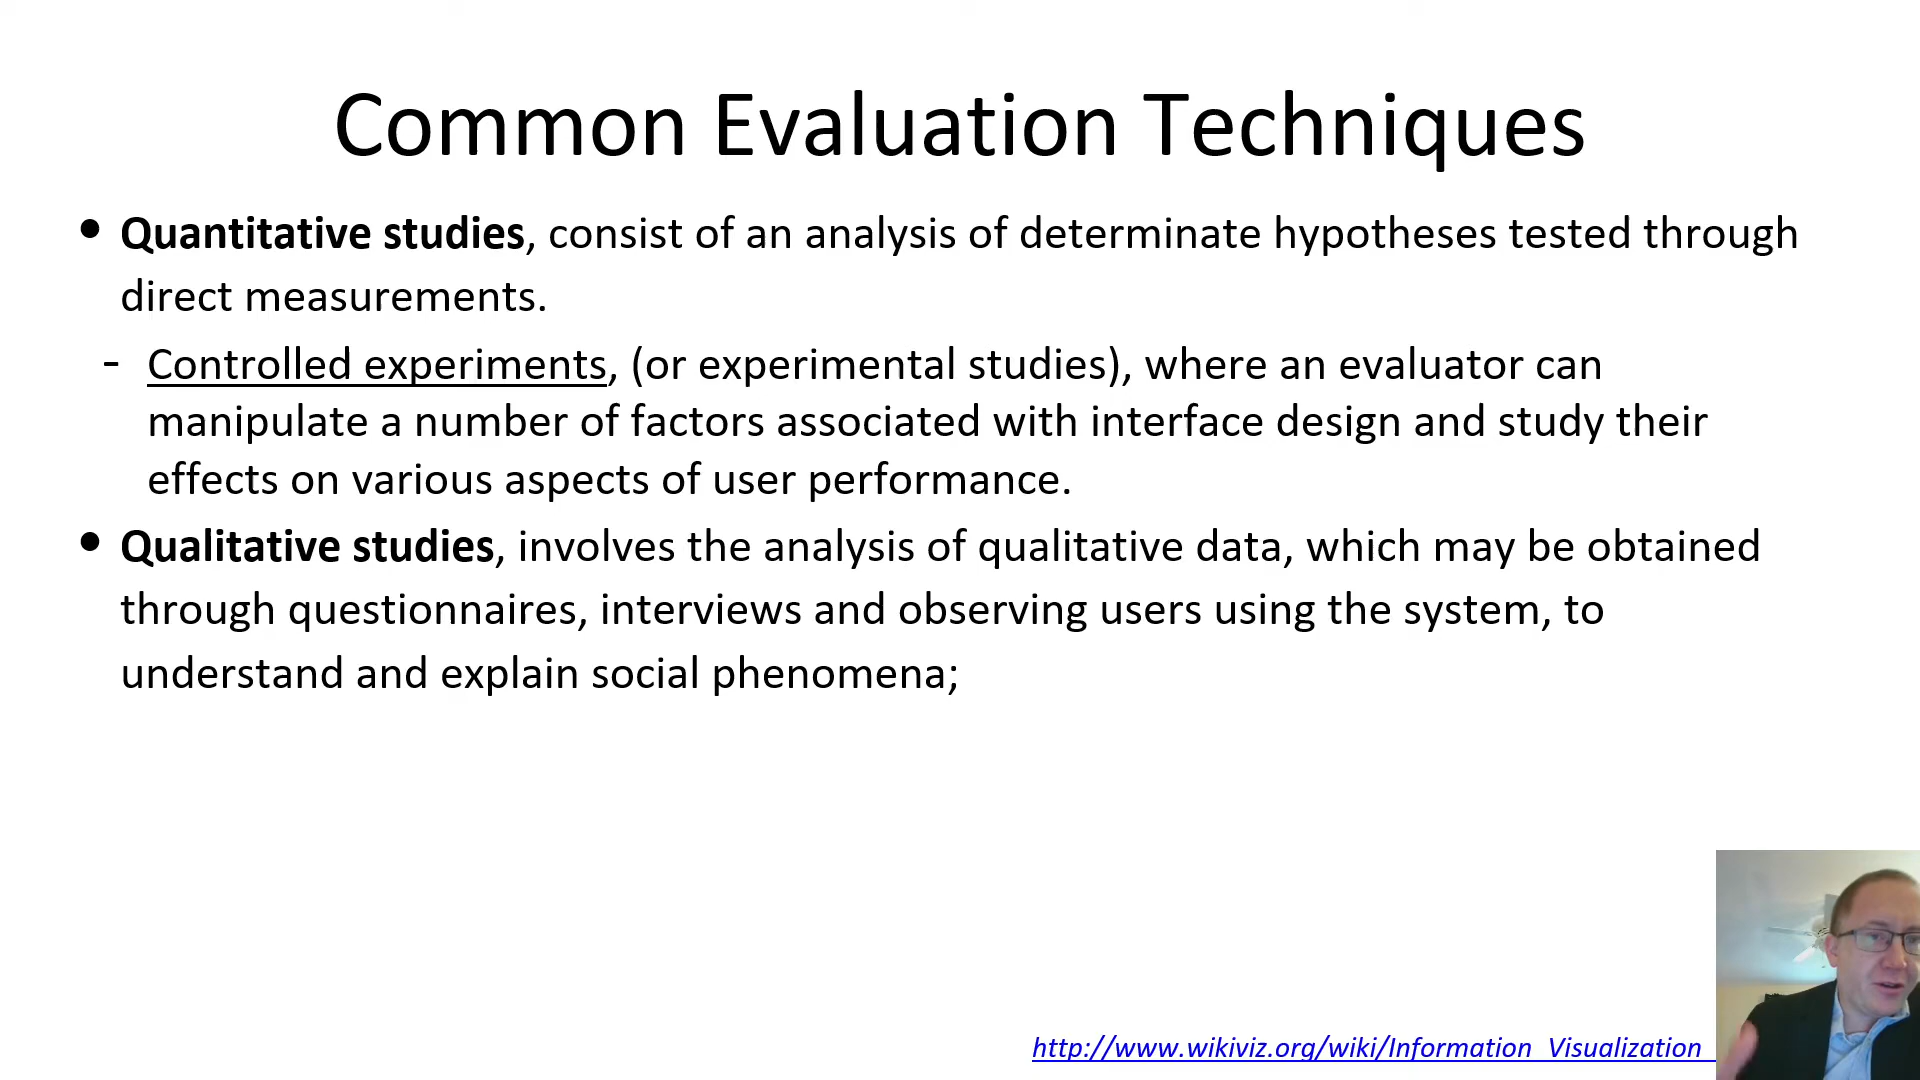 Common Evaluation Techniques
• Quantitative studies, consist of an analysis of determinate hypotheses tested through
direct measurements.
- Controlled experiments, (or experimental studies), where an evaluator can
manipulate a number of factors associated with interface design and study their
effects on various aspects of user performance.
• Qualitative studies, involves the analysis of qualitative data, which may be obtained
through questionnaires, interviews and observing users using the system, to
understand and explain social phenomena;
http://www.wikiviz.org/wiki/Information_Visualization_